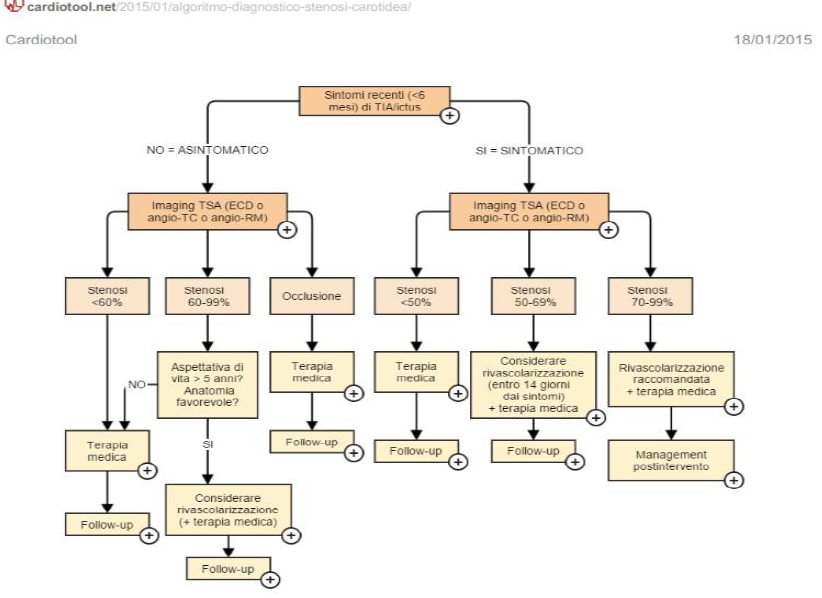 cardiotool.net/2015/01/algoritmo-diagnostico-stenosi-carotidea/
Cardiotool
18/01/2015
Sintomi recenti (<6
mesi) di TIA/ictus
NO = ASINTOMATICO
SI = SINTOMATICO
Imaging TSA (ECD o
angio-TC o angio-RM)
Imaging TSA (ECD o
angio-TC o angio-RM)
Stenosi
<60%
Stenosi
60-99%
Occlusione
Stenosi
<50%
Stenosi
50-69%
Stenosi
70-99%
Aspettativa di
vita > 5 anni?
Anatomia
favorevole?
NO
SI
Terapia
medica
Terapia
medica
Considerare
rivascolarizzazione
(entro 14 giorni
dai sintomi)
+ terapia medica
Rivascolarizzazione
raccomandata
+ terapia medica
Terapia
medica
Follow-up
Follow-up
Follow-up
Management
postintervento
Considerare
rivascolarizzazione
(+ terapia medica)
Follow-up
Follow-up